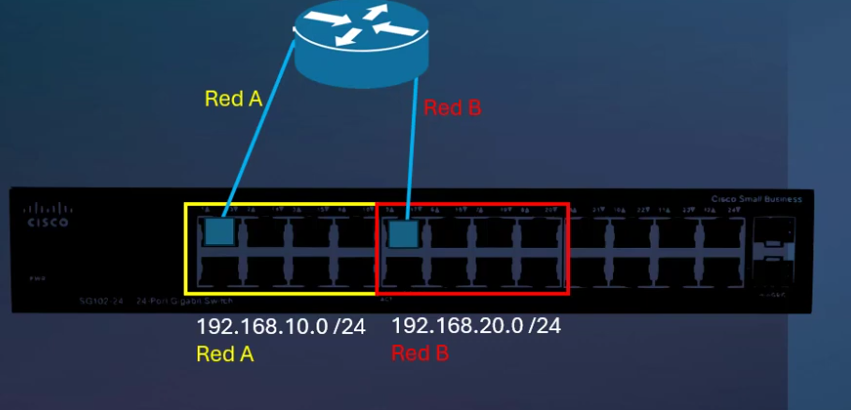 Red A
Red B
Cisco Small Business
CISCO
SG102-24 24-Port Gigabit Switch
192.168.10.0 /24
192.168.20.0 /24
Red A
Red B